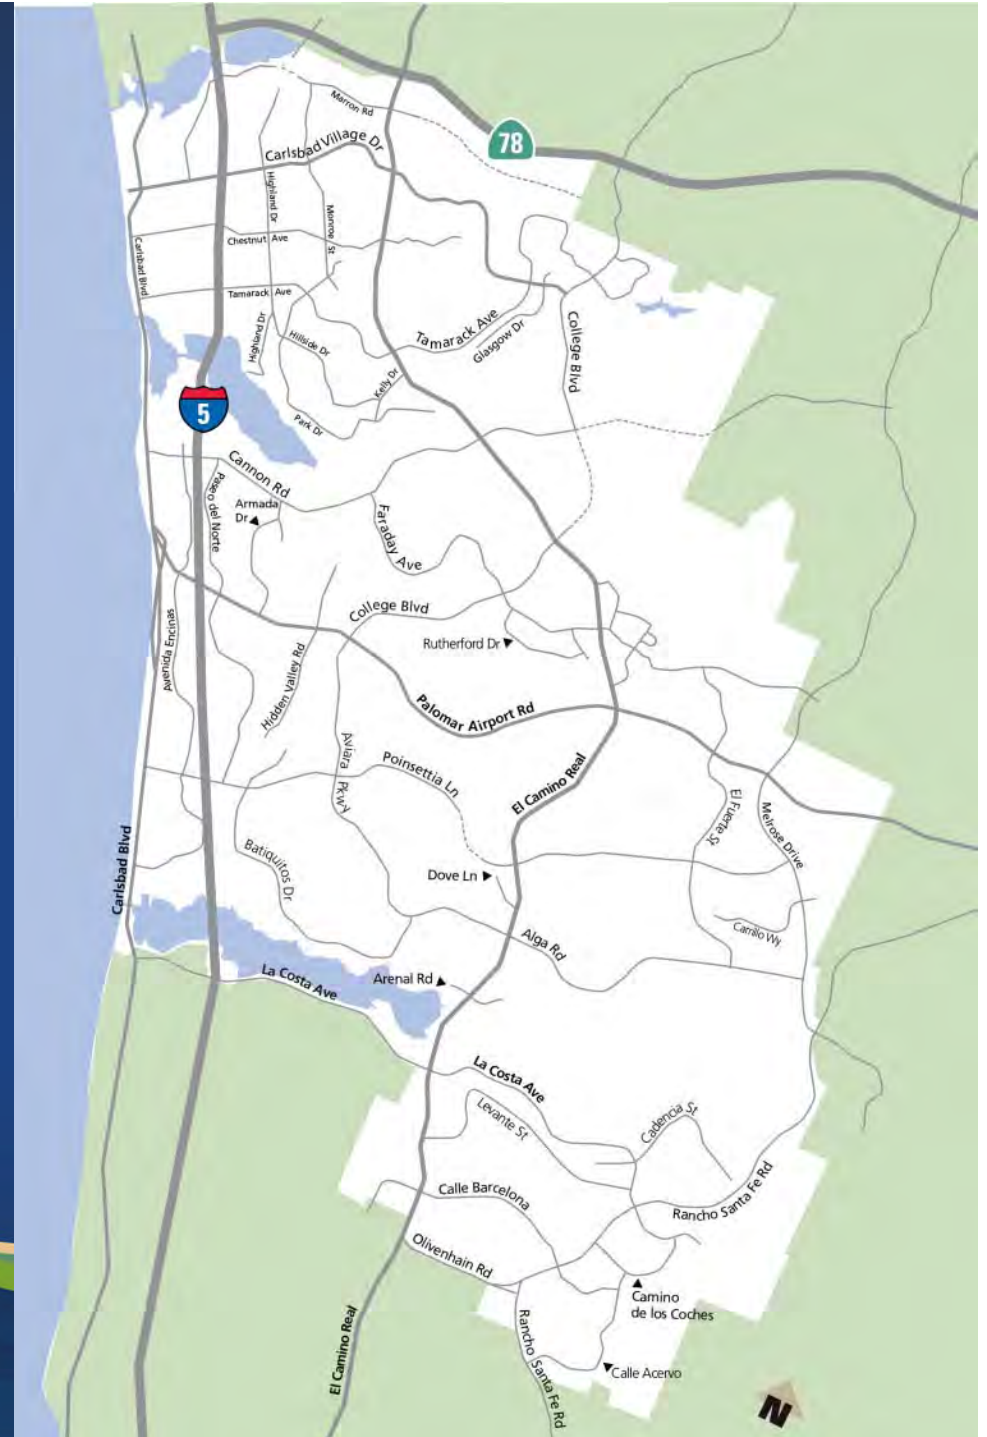 Marron Rd
78
Carlsbad Village Dr
Highland Dr
Monroe St
Carlsbad Blvd
Chestnut Ave
Tamarack Ave
Highland Dr
Hillside Dr
Tamarack Ave
Glasgow Dr
College Blvd
Kelly Dr
5
Park Dr
Cannon Rd
Paseo del Norte
Armada
Dr
Faraday Ave
College Blvd
Rutherford Dr
Avenida Encinas
Hidden Valley Rd
Palomar Airport Rd
Aviara Pkwy
Poinsettia Ln
El Camino Real
El Fuerte St
Melrose Drive
Carlsbad Blvd
Batiquitos Dr
Dove Ln
Carrillo Wy
Alga Rd
La Costa Ave
Arenal Rd
La Costa Ave
Levante St
Cadencia St
Calle Barcelona
Rancho Santa Fe Rd
Olivenhain Rd
Camino
de los Coches
El Camino Real
Rancho Santa Fe Rd
Calle Acervo
N